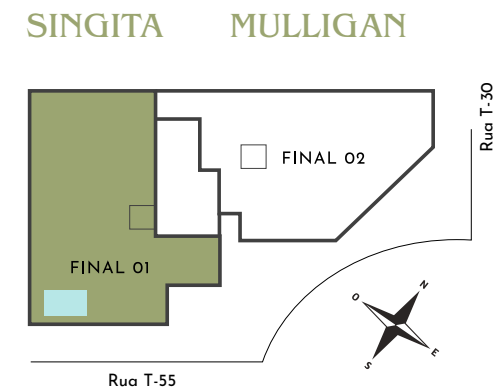 SINGITA MULLIGAN
Rua T-30
FINAL 02
FINAL 01
N
O
E
S
Rua T-55